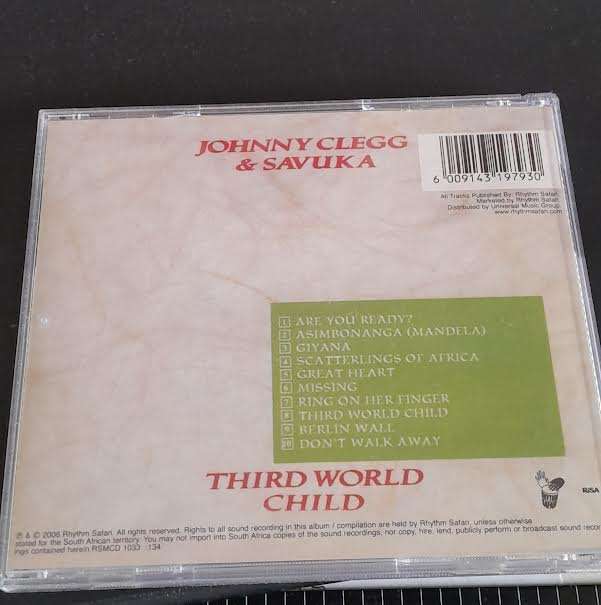 JOHNNY CLEGG
& SAVUKA
6 009143 197930
All Tracks Published By: Rhythm Safari
Marketed by Rhythm Safari
Distributed by Universal Music Group
www.rhythmsafari.com
1 ARE YOU READY?
2 ASIMBONANGA (MANDELA)
3 GIYANA
4 SCATTERLINGS OF AFRICA
5 GREAT HEART
6 MISSING
7 RING ON HER FINGER
8 THIRD WORLD CHILD
9 BERLIN WALL
10 DON'T WALK AWAY
THIRD WORLD
CHILD
RiSA
℗ & © 2006 Rhythm Safari. All rights reserved. Rights to all sound recording in this album / compilation are held by Rhythm Safari, unless otherwise
stated for the South African territory. You may not import into South Africa copies of the sound recordings, nor copy, hire, lend, publicly perform or broadcast sound recor
ings contained herein RSMCD 1033 :134